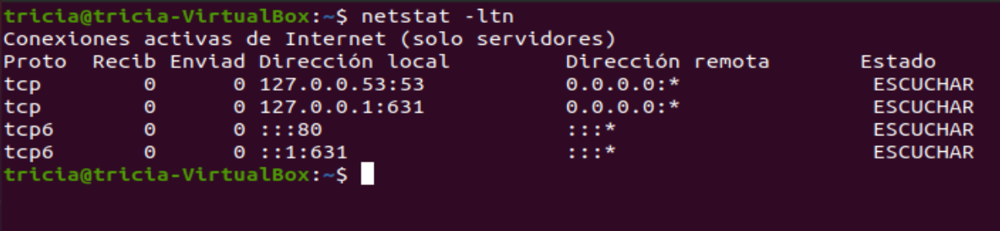 tricia@tricia-VirtualBox:~$ netstat -ltn
Conexiones activas de Internet (solo servidores)
Proto  Recib Enviad Dirección local         Dirección remota       Estado
tcp        0      0 127.0.0.53:53           0.0.0.0:*               ESCUCHAR
tcp        0      0 127.0.0.1:631           0.0.0.0:*               ESCUCHAR
tcp6       0      0 :::80                   :::*                    ESCUCHAR
tcp6       0      0 ::1:631                 :::*                    ESCUCHAR
tricia@tricia-VirtualBox:~$